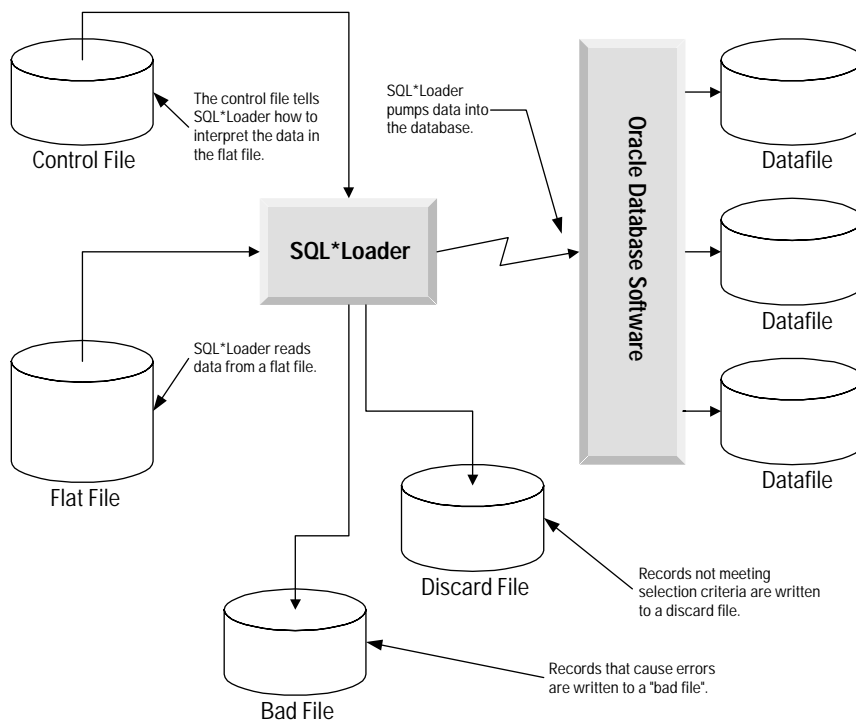 The control file tells
SQL*Loader how to
interpret the data in
the flat file.
Control File
SQL*Loader
pumps data into
the database.
Oracle Database Software
Datafile
SQL*Loader
Datafile
SQL*Loader reads
data from a flat file.
Flat File
Datafile
Discard File
Records not meeting
selection criteria are written
to a discard file.
Records that cause errors
are written to a "bad file".
Bad File